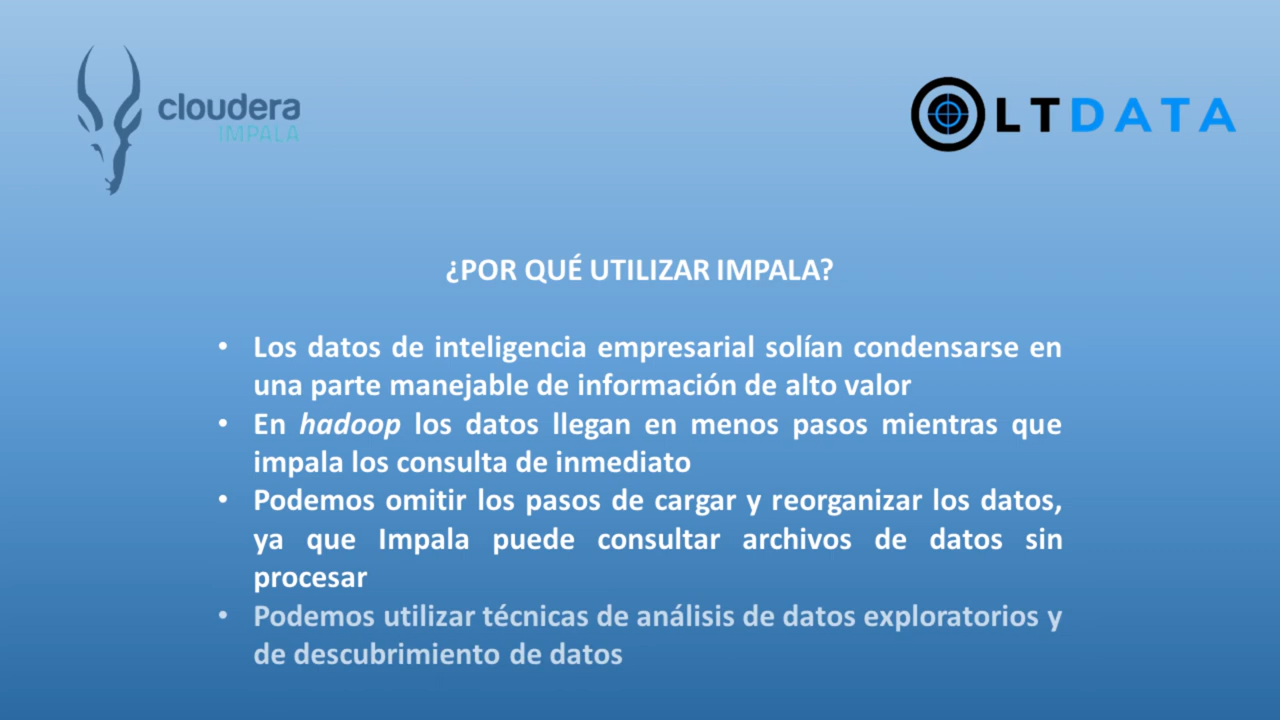 cloudera
IMPALA
LTDATA
¿POR QUÉ UTILIZAR IMPALA?
• Los datos de inteligencia empresarial solían condensarse en
una parte manejable de información de alto valor
• En hadoop los datos llegan en menos pasos mientras que
impala los consulta de inmediato
• Podemos omitir los pasos de cargar y reorganizar los datos,
ya que Impala puede consultar archivos de datos sin
procesar
• Podemos utilizar técnicas de análisis de datos exploratorios y
de descubrimiento de datos